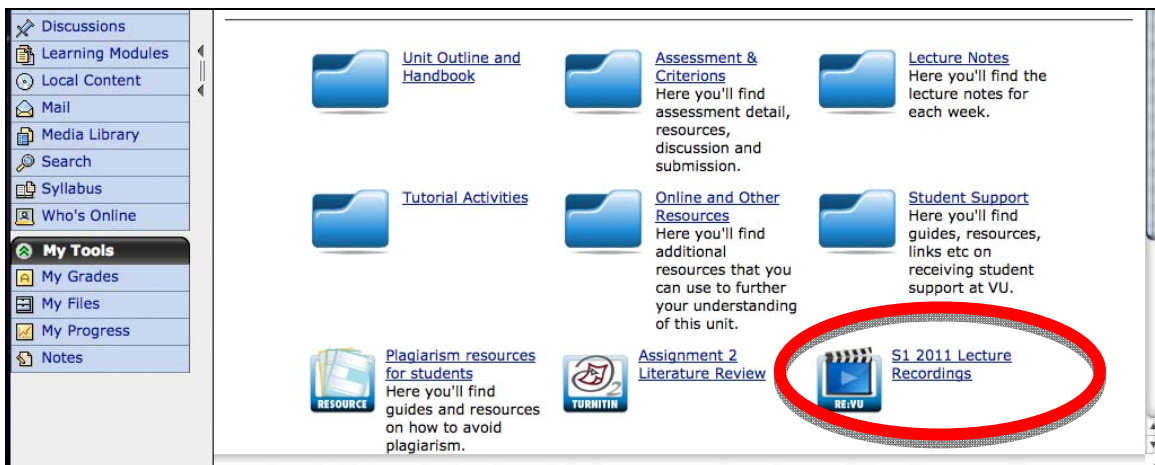 Discussions
Learning Modules
Local Content
Mail
Media Library
Search
Syllabus
Who's Online
My Tools
My Grades
My Files
My Progress
Notes
Unit Outline and
Handbook
Assessment &
Criterions
Here you'll find
assessment detail,
resources,
discussion and
submission.
Lecture Notes
Here you'll find the
lecture notes for
each week.
Tutorial Activities
Online and Other
Resources
Here you'll find
additional
resources that you
can use to further
your understanding
of this unit.
Student Support
Here you'll find
guides, resources,
links etc on
receiving student
support at VU.
RESOURCE
Plagiarism resources
for students
Here you'll find
guides and resources
on how to avoid
plagiarism.
2
TURNITIN
Assignment 2
Literature Review
RE:VU
S1 2011 Lecture
Recordings